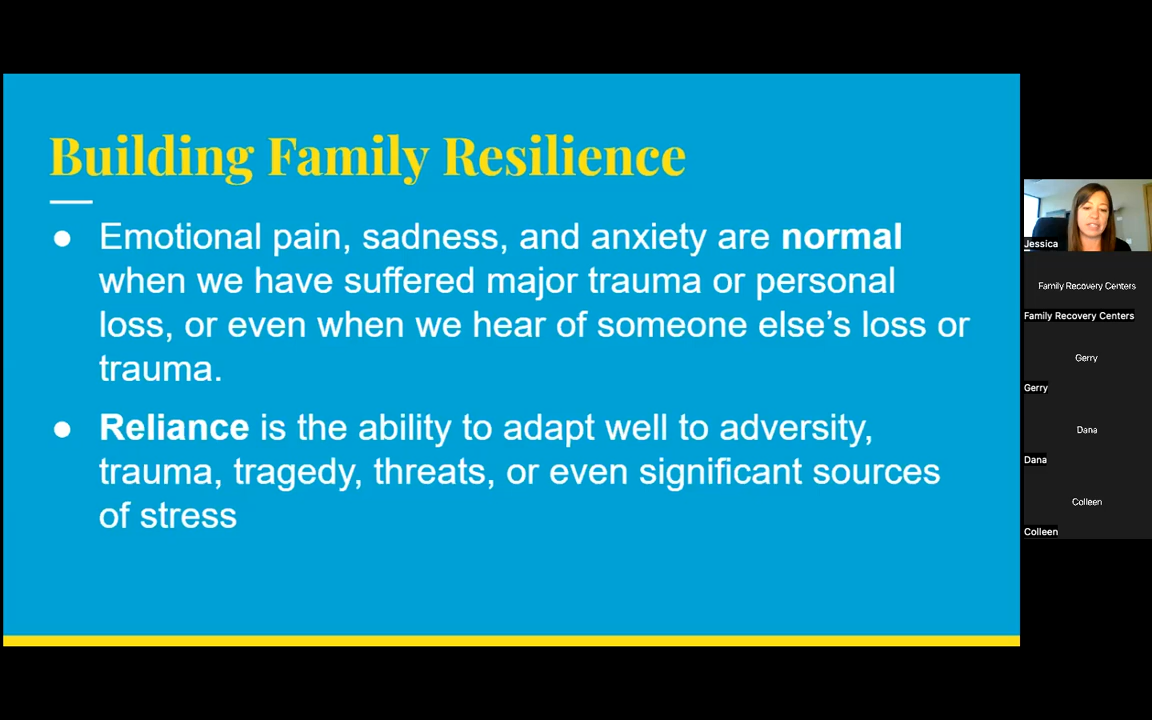 Building Family Resilience
● Emotional pain, sadness, and anxiety are normal
when we have suffered major trauma or personal
loss, or even when we hear of someone else’s loss or
trauma.
● Reliance is the ability to adapt well to adversity,
trauma, tragedy, threats, or even significant sources
of stress
Jessica
Family Recovery Centers
Family Recovery Centers
Gerry
Gerry
Dana
Dana
Colleen
Colleen